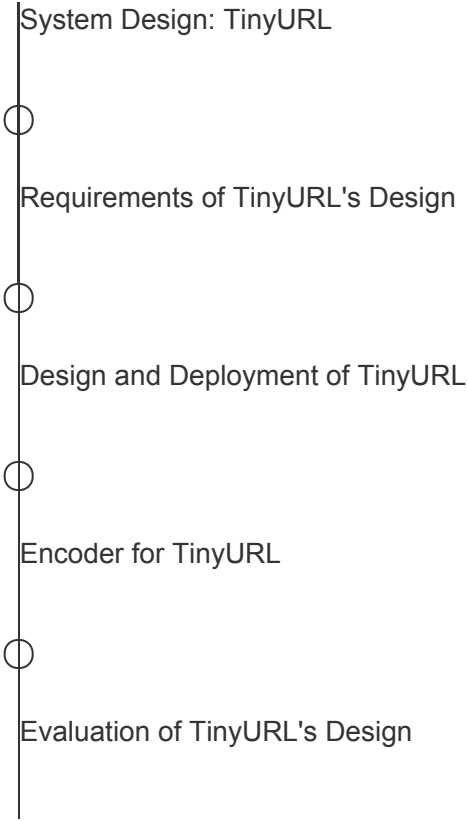 System Design: TinyURL
Requirements of TinyURL's Design
Design and Deployment of TinyURL
Encoder for TinyURL
Evaluation of TinyURL's Design